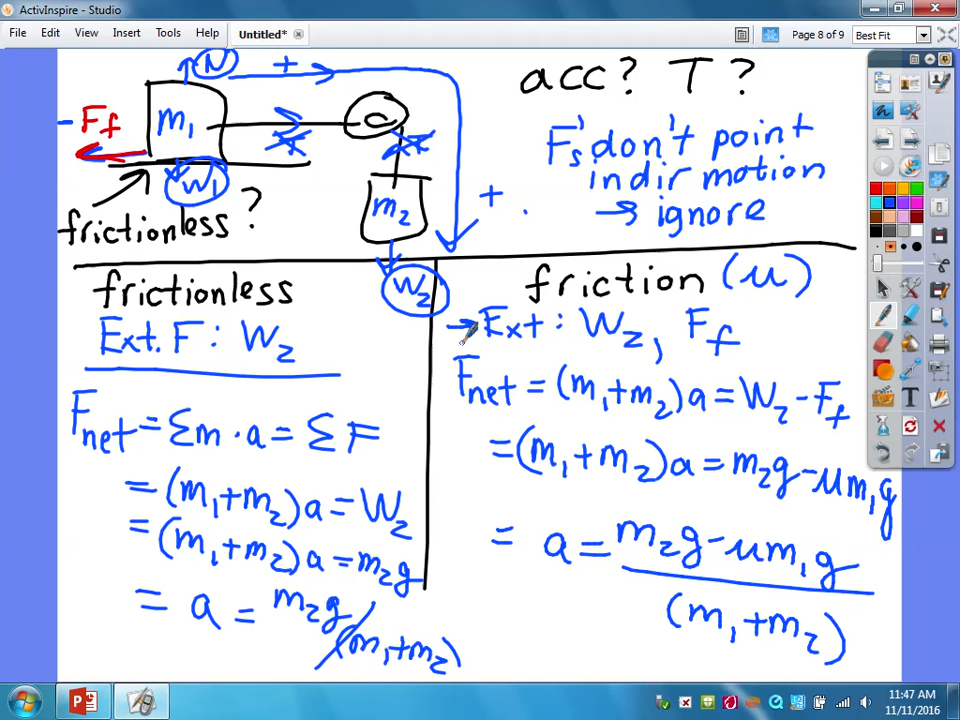 ActivInspire - Studio
File Edit View Insert Tools Help Untitled* Page 8 of 9 Best Fit
N +
acc? T?
- Ff m1
W1
frictionless ?
m2
+
W2
Fs' don't point
in dir motion
→ ignore
frictionless
Ext. F : W2
Fnet = Σm · a = ΣF
= (m1+m2)a = W2
= (m1+m2)a = m2g
= a = m2g/(m1+m2)
friction (μ)
→ Ext : W2, Ff
Fnet = (m1+m2)a = W2 - Ff
= (m1+m2)a = m2g - μm1g
= a = m2g - μm1g
(m1+m2)
11:47 AM
11/11/2016